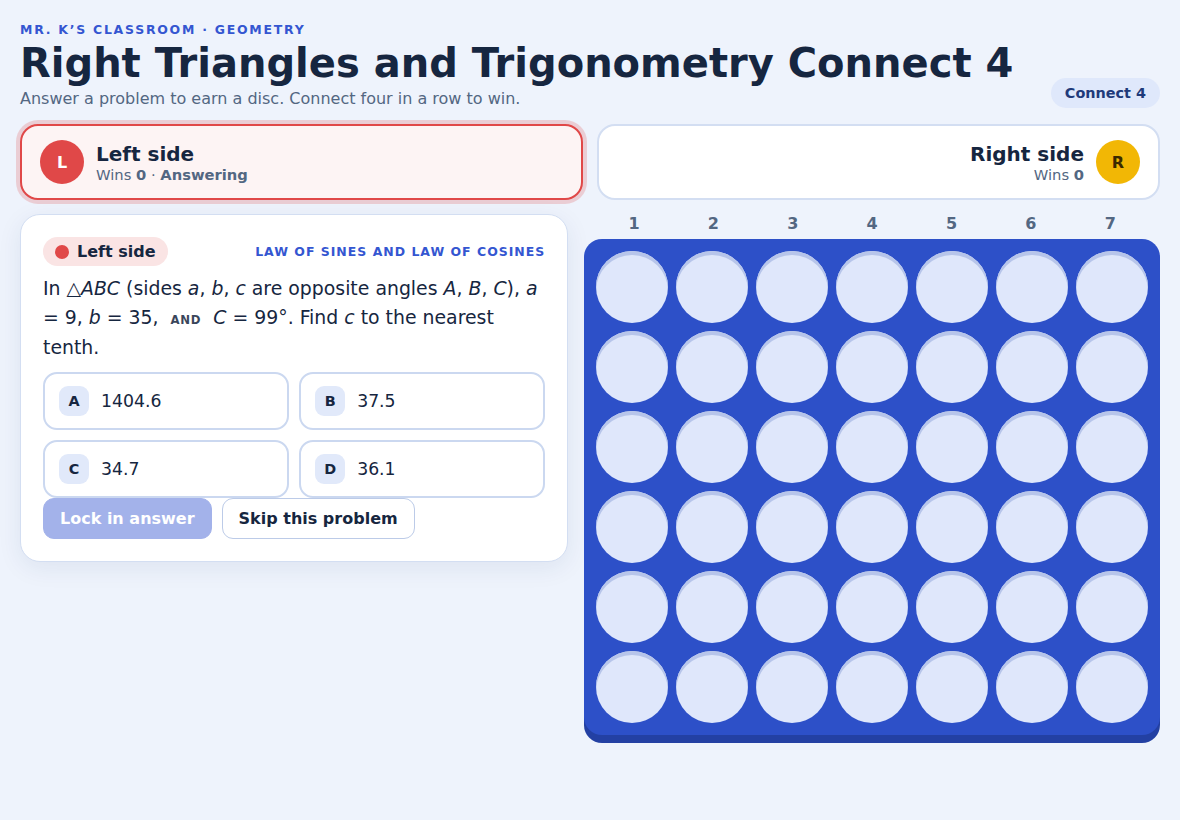 MR. K’S CLASSROOM · GEOMETRY
Right Triangles and Trigonometry Connect 4
Answer a problem to earn a disc. Connect four in a row to win.
Connect 4
L
Left side
Wins 0 · Answering
Right side
Wins 0
R
Left side
LAW OF SINES AND LAW OF COSINES
In △ABC (sides a, b, c are opposite angles A, B, C), a
= 9, b = 35, AND C = 99°. Find c to the nearest
tenth.
A 1404.6
B 37.5
C 34.7
D 36.1
Lock in answer
Skip this problem
1 2 3 4 5 6 7